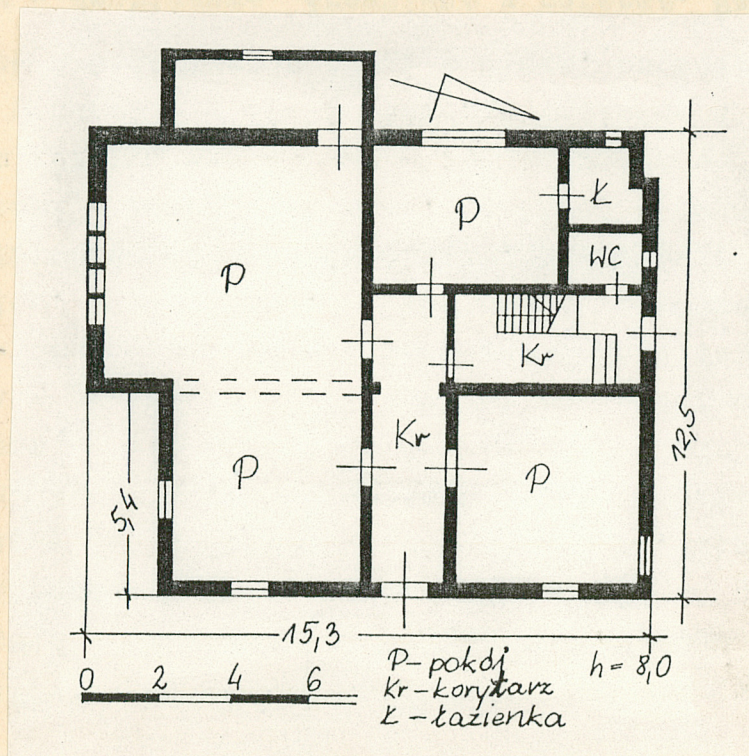 P
Ł
P
WC
Kr
Kr
12,5
5,4
P
P
15,3
0 2 4 6
P-pokój
Kr-korytarz
Ł-łazienka
h=8,0